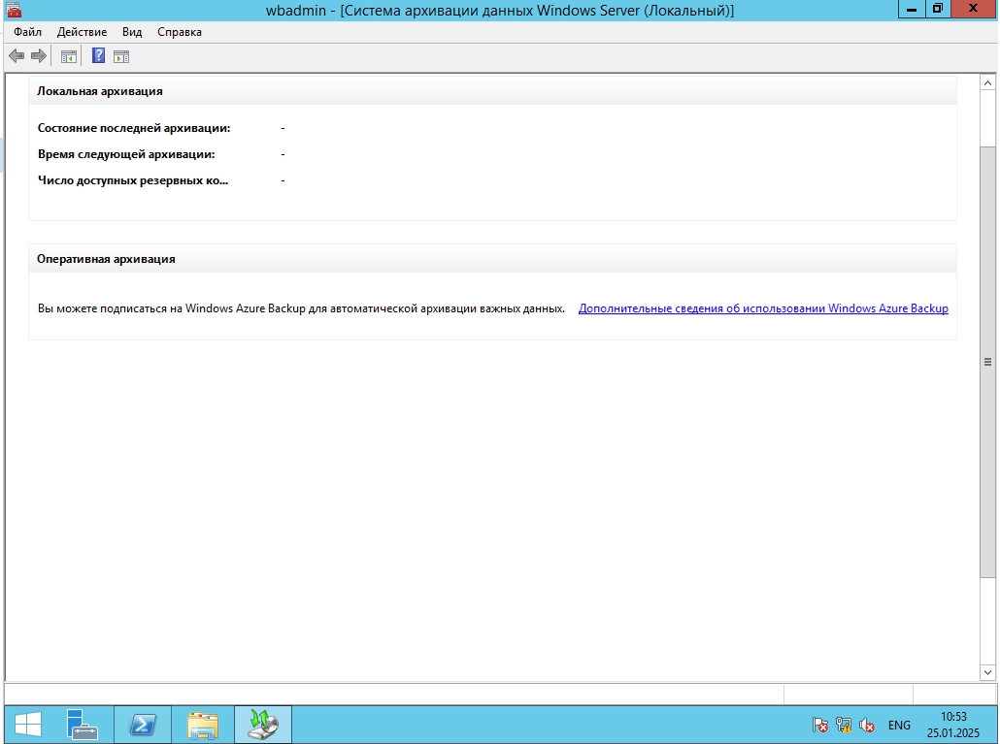 wbadmin - [Система архивации данных Windows Server (Локальный)]
Файл Действие Вид Справка
Локальная архивация
Состояние последней архивации: -
Время следующей архивации: -
Число доступных резервных ко... -
Оперативная архивация
Вы можете подписаться на Windows Azure Backup для автоматической архивации важных данных. Дополнительные сведения об использовании Windows Azure Backup
ENG
10:53
25.01.2025